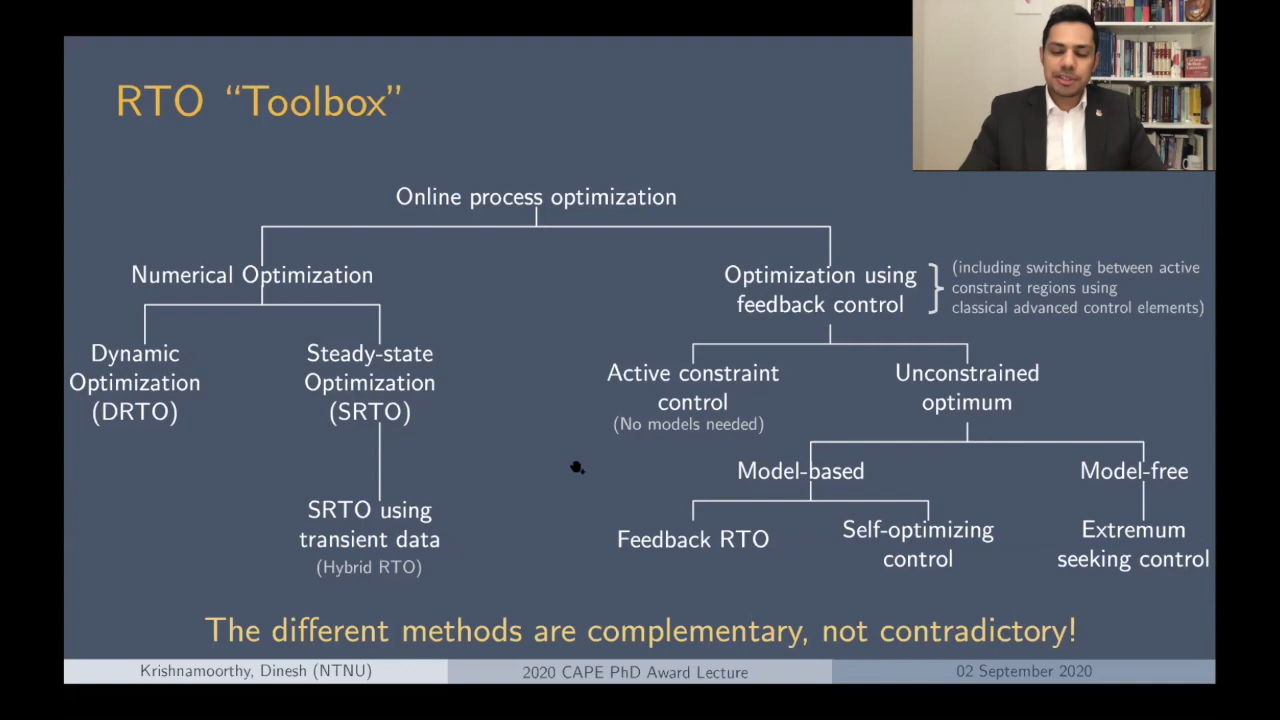 RTO “Toolbox”
Online process optimization
Numerical Optimization
Optimization using
feedback control
(including switching between active
constraint regions using
classical advanced control elements)
Dynamic
Optimization
(DRTO)
Steady-state
Optimization
(SRTO)
Active constraint
control
(No models needed)
Unconstrained
optimum
Model-based
Model-free
SRTO using
transient data
(Hybrid RTO)
Feedback RTO
Self-optimizing
control
Extremum
seeking control
The different methods are complementary, not contradictory!
Krishnamoorthy, Dinesh (NTNU)
2020 CAPE PhD Award Lecture
02 September 2020